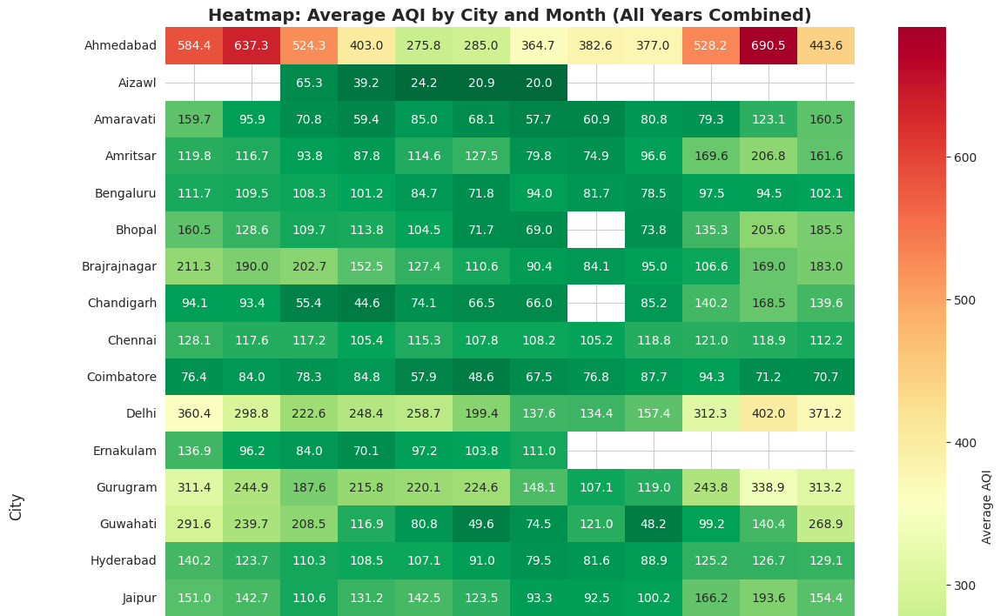 Heatmap: Average AQI by City and Month (All Years Combined)
Ahmedabad 584.4 637.3 524.3 403.0 275.8 285.0 364.7 382.6 377.0 528.2 690.5 443.6
Aizawl 65.3 39.2 24.2 20.9 20.0
Amaravati 159.7 95.9 70.8 59.4 85.0 68.1 57.7 60.9 80.8 79.3 123.1 160.5
Amritsar 119.8 116.7 93.8 87.8 114.6 127.5 79.8 74.9 96.6 169.6 206.8 161.6
Bengaluru 111.7 109.5 108.3 101.2 84.7 71.8 94.0 81.7 78.5 97.5 94.5 102.1
Bhopal 160.5 128.6 109.7 113.8 104.5 71.7 69.0 73.8 135.3 205.6 185.5
Brajrajnagar 211.3 190.0 202.7 152.5 127.4 110.6 90.4 84.1 95.0 106.6 169.0 183.0
Chandigarh 94.1 93.4 55.4 44.6 74.1 66.5 66.0 85.2 140.2 168.5 139.6
Chennai 128.1 117.6 117.2 105.4 115.3 107.8 108.2 105.2 118.8 121.0 118.9 112.2
Coimbatore 76.4 84.0 78.3 84.8 57.9 48.6 67.5 76.8 87.7 94.3 71.2 70.7
Delhi 360.4 298.8 222.6 248.4 258.7 199.4 137.6 134.4 157.4 312.3 402.0 371.2
Ernakulam 136.9 96.2 84.0 70.1 97.2 103.8 111.0
Gurugram 311.4 244.9 187.6 215.8 220.1 224.6 148.1 107.1 119.0 243.8 338.9 313.2
Guwahati 291.6 239.7 208.5 116.9 80.8 49.6 74.5 121.0 48.2 99.2 140.4 268.9
Hyderabad 140.2 123.7 110.3 108.5 107.1 91.0 79.5 81.6 88.9 125.2 126.7 129.1
Jaipur 151.0 142.7 110.6 131.2 142.5 123.5 93.3 92.5 100.2 166.2 193.6 154.4
City
600
500
400
300
Average AQI